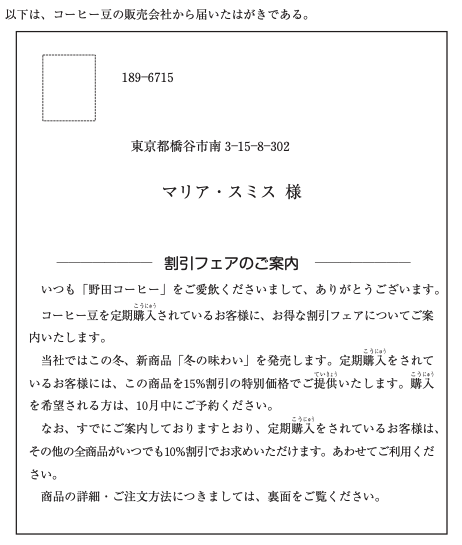 以下は、コーヒー豆の販売会社から届いたはがきである。
189-6715
東京都橋谷市南 3-15-8-302
マリア・スミス 様
割引フェアのご案内
いつも「野田コーヒー」をご愛飲くださいまして、ありがとうございます。
こうにゅう
コーヒー豆を定期購入されているお客様に、お得な割引フェアについてご案
内いたします。
こうにゅう
当社ではこの冬、新商品「冬の味わい」を発売します。定期購入をされて
ていきょう こうにゅう
いるお客様には、この商品を15%割引の特別価格でご提供いたします。購入
を希望される方は、10月中にご予約ください。
こうにゅう
なお、すでにご案内しておりますとおり、定期購入をされているお客様は、
その他の全商品がいつでも10%割引でお求めいただけます。あわせてご利用くだ
さい。
商品の詳細・ご注文方法につきましては、裏面をご覧ください。